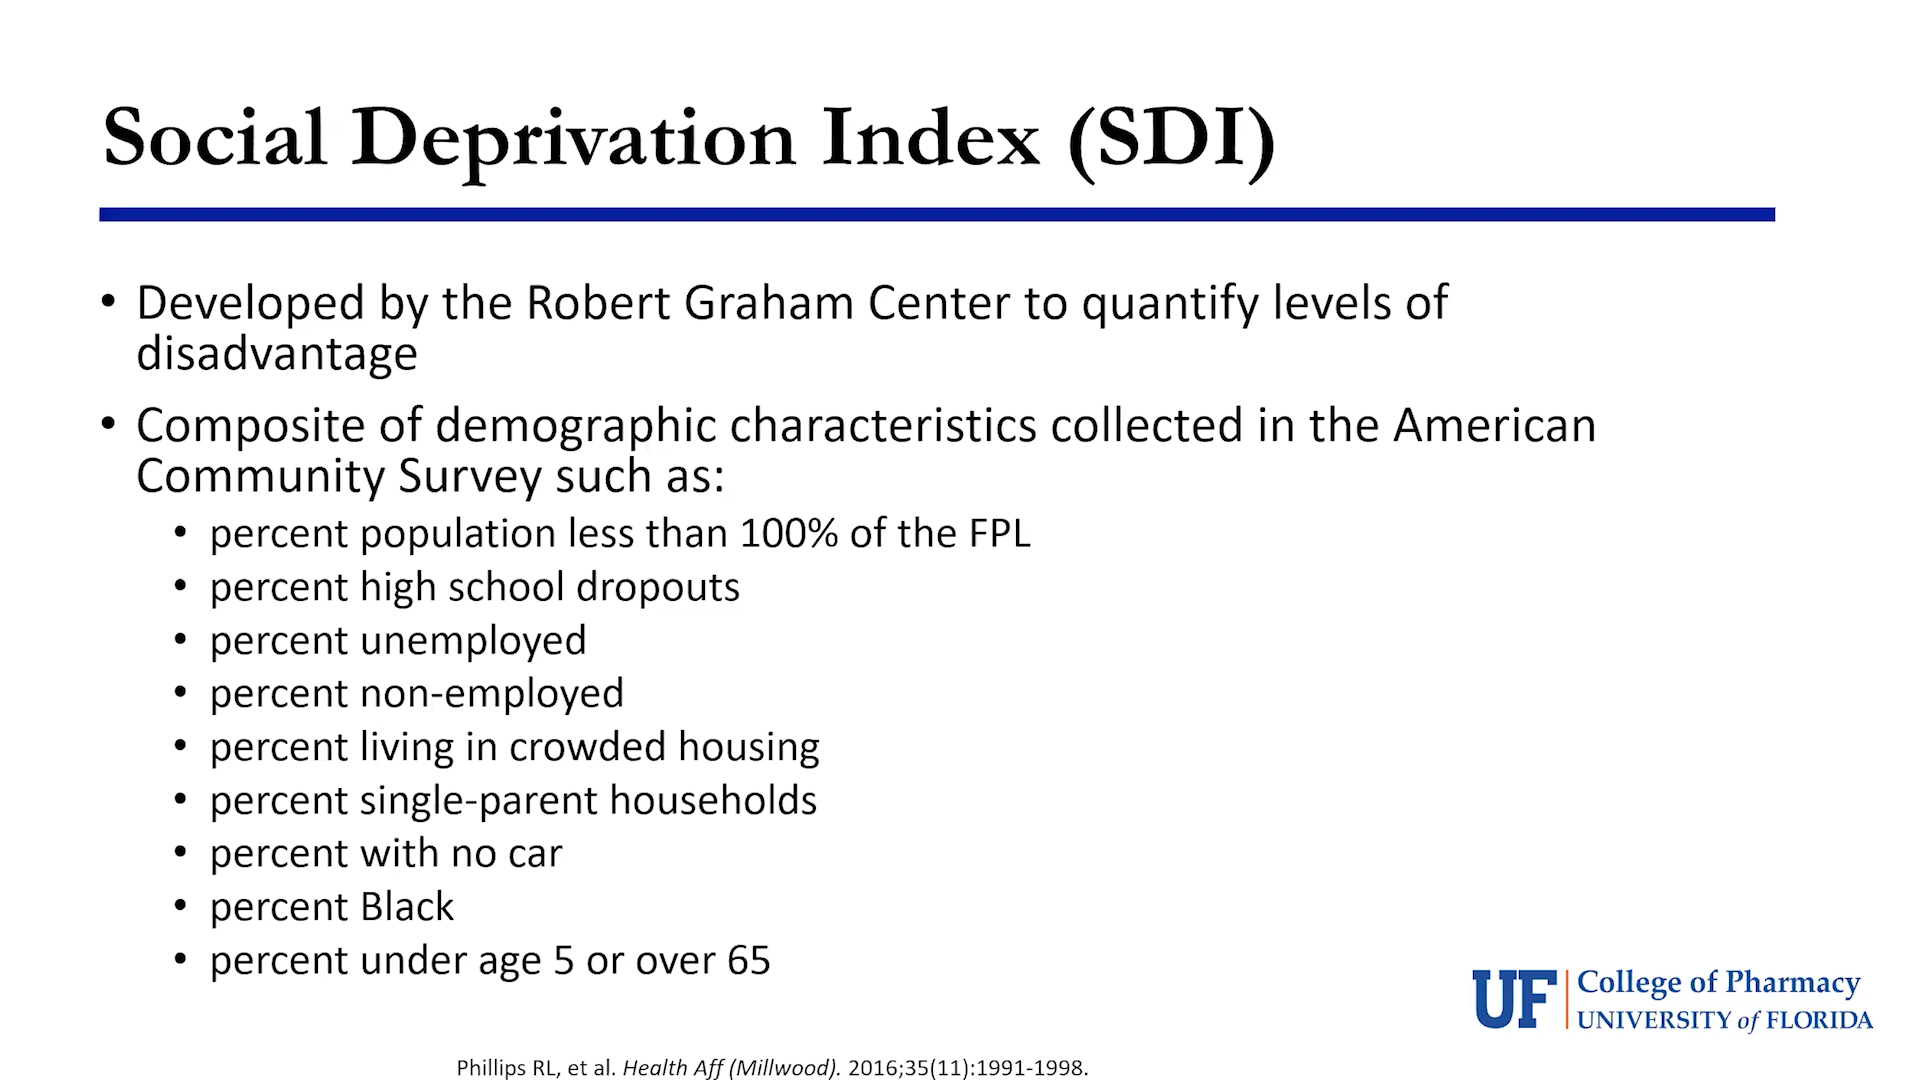 Social Deprivation Index (SDI)
• Developed by the Robert Graham Center to quantify levels of
disadvantage
• Composite of demographic characteristics collected in the American
Community Survey such as:
• percent population less than 100% of the FPL
• percent high school dropouts
• percent unemployed
• percent non-employed
• percent living in crowded housing
• percent single-parent households
• percent with no car
• percent Black
• percent under age 5 or over 65
UF College of Pharmacy
UNIVERSITY of FLORIDA
Phillips RL, et al. Health Aff (Millwood). 2016;35(11):1991-1998.